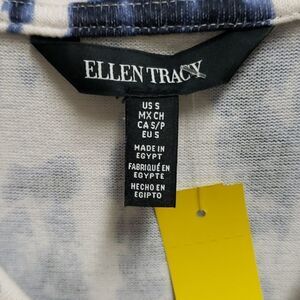 ELLEN TRACY
US S
MX CH
CA S/P
EU S
MADE IN
EGYPT
FABRIQUÉ EN
EGYPTE
HECHO EN
EGIPTO